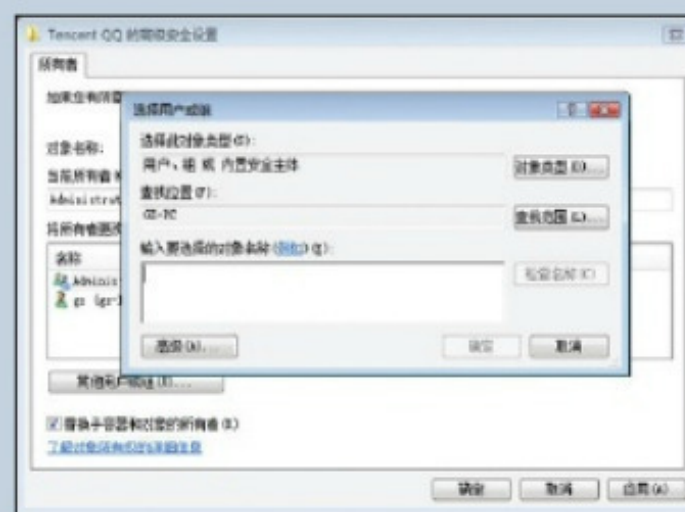 Tencent QQ 的高级安全设置
所有者
对象名称:
当前所有者
Administrat
将所有者更改
名称
Adminis
选择用户或组
选择此对象类型(S):
用户、组 或 内置安全主体
对象类型(O)...
查找位置(F):
GZ-PC
查找范围(L)...
输入要选择的对象名称(例如)(E):
检查名称(C)
高级(A)...
确定
取消
其他用户或组(U)...
替换子容器和对象的所有者(R)
了解对象所有权的详细信息
确定
取消
应用(A)